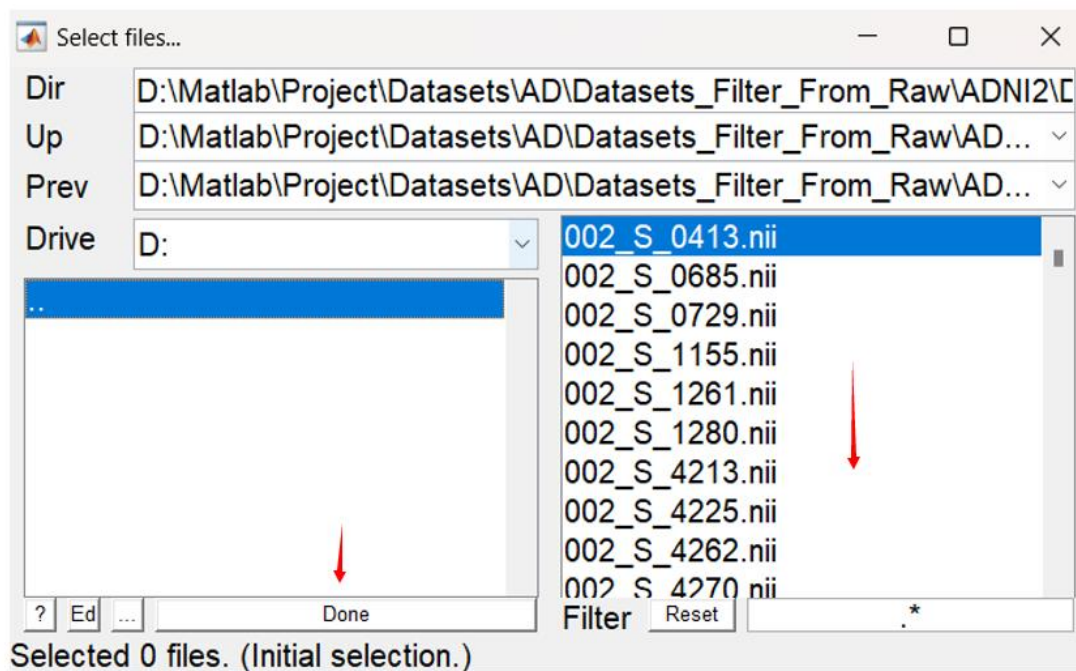 Select files...
Dir D:\Matlab\Project\Datasets\AD\Datasets_Filter_From_Raw\ADNI2\D
Up D:\Matlab\Project\Datasets\AD\Datasets_Filter_From_Raw\AD...
Prev D:\Matlab\Project\Datasets\AD\Datasets_Filter_From_Raw\AD...
Drive D:
..
002_S_0413.nii
002_S_0685.nii
002_S_0729.nii
002_S_1155.nii
002_S_1261.nii
002_S_1280.nii
002_S_4213.nii
002_S_4225.nii
002_S_4262.nii
002_S_4270.nii
? Ed ... Done
Filter Reset .*
Selected 0 files. (Initial selection.)